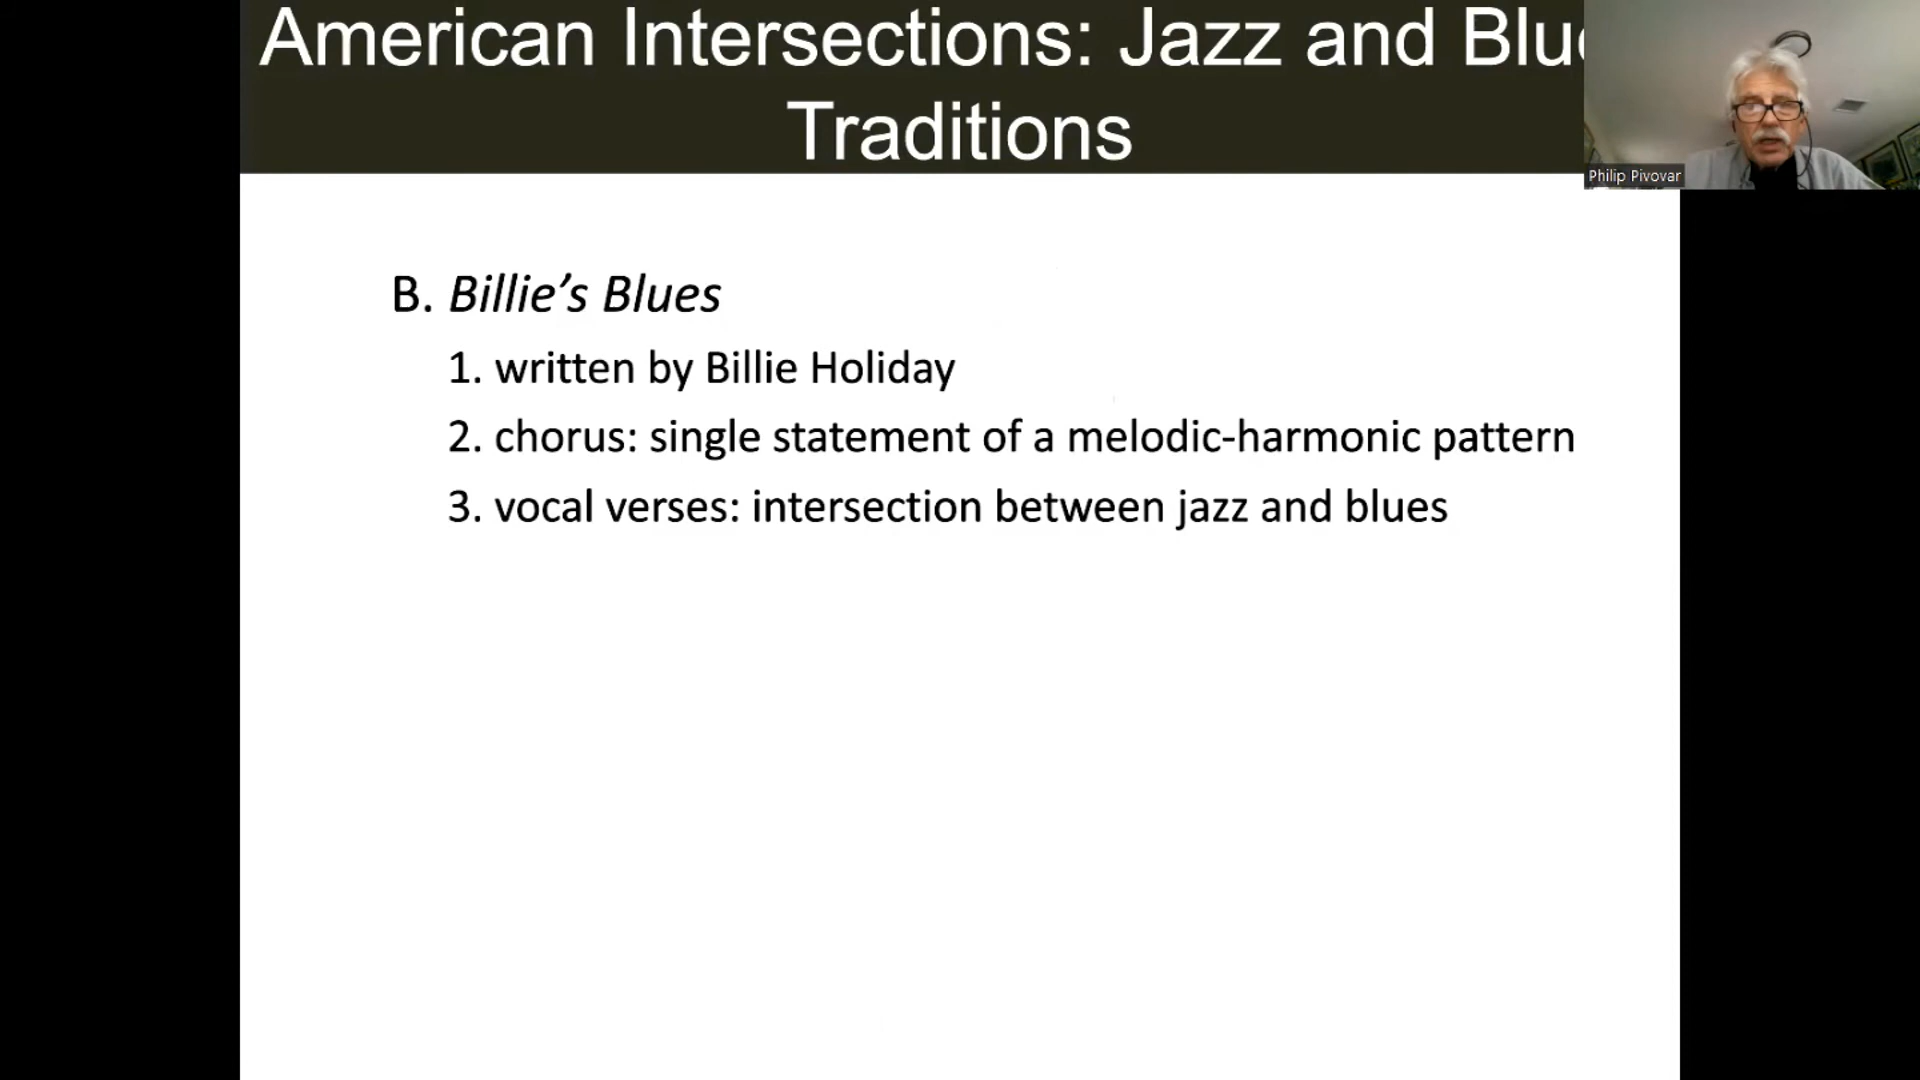 American Intersections: Jazz and Blu
Traditions
Philip Pivovar
B. Billie’s Blues
1. written by Billie Holiday
2. chorus: single statement of a melodic-harmonic pattern
3. vocal verses: intersection between jazz and blues